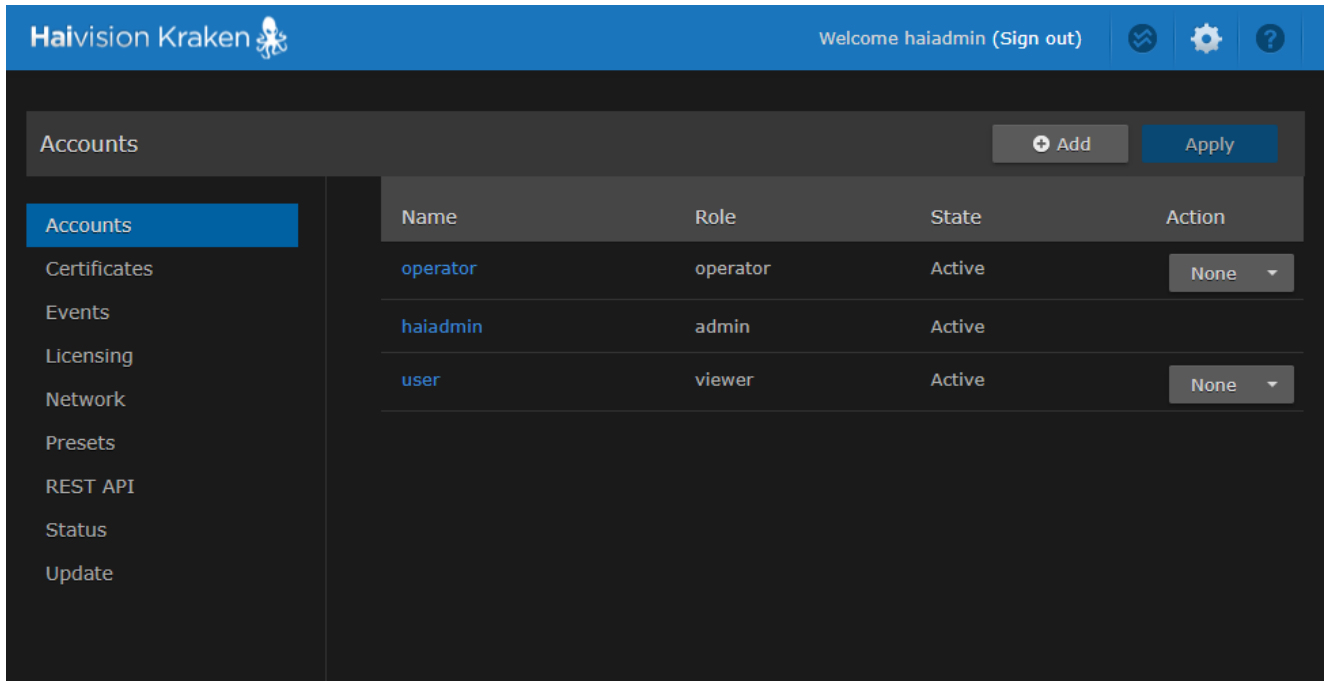 Haivision Kraken
Welcome haiadmin (Sign out)
?
Accounts
Add
Apply
Accounts
Certificates
Events
Licensing
Network
Presets
REST API
Status
Update
Name Role State Action
operator operator Active None
haiadmin admin Active
user viewer Active None